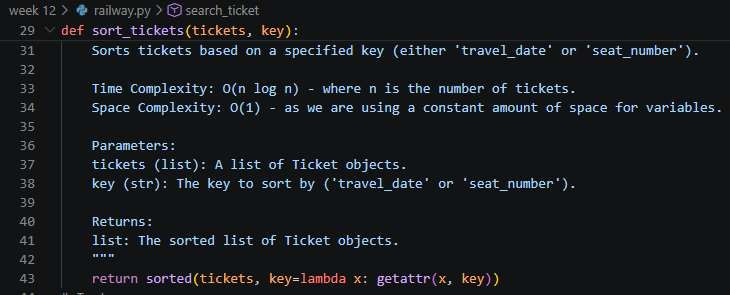 week 12 > railway.py > search_ticket
29 def sort_tickets(tickets, key):
31 Sorts tickets based on a specified key (either 'travel_date' or 'seat_number').
32
33 Time Complexity: O(n log n) - where n is the number of tickets.
34 Space Complexity: O(1) - as we are using a constant amount of space for variables.
35
36 Parameters:
37 tickets (list): A list of Ticket objects.
38 key (str): The key to sort by ('travel_date' or 'seat_number').
39
40 Returns:
41 list: The sorted list of Ticket objects.
42 """
43 return sorted(tickets, key=lambda x: getattr(x, key))